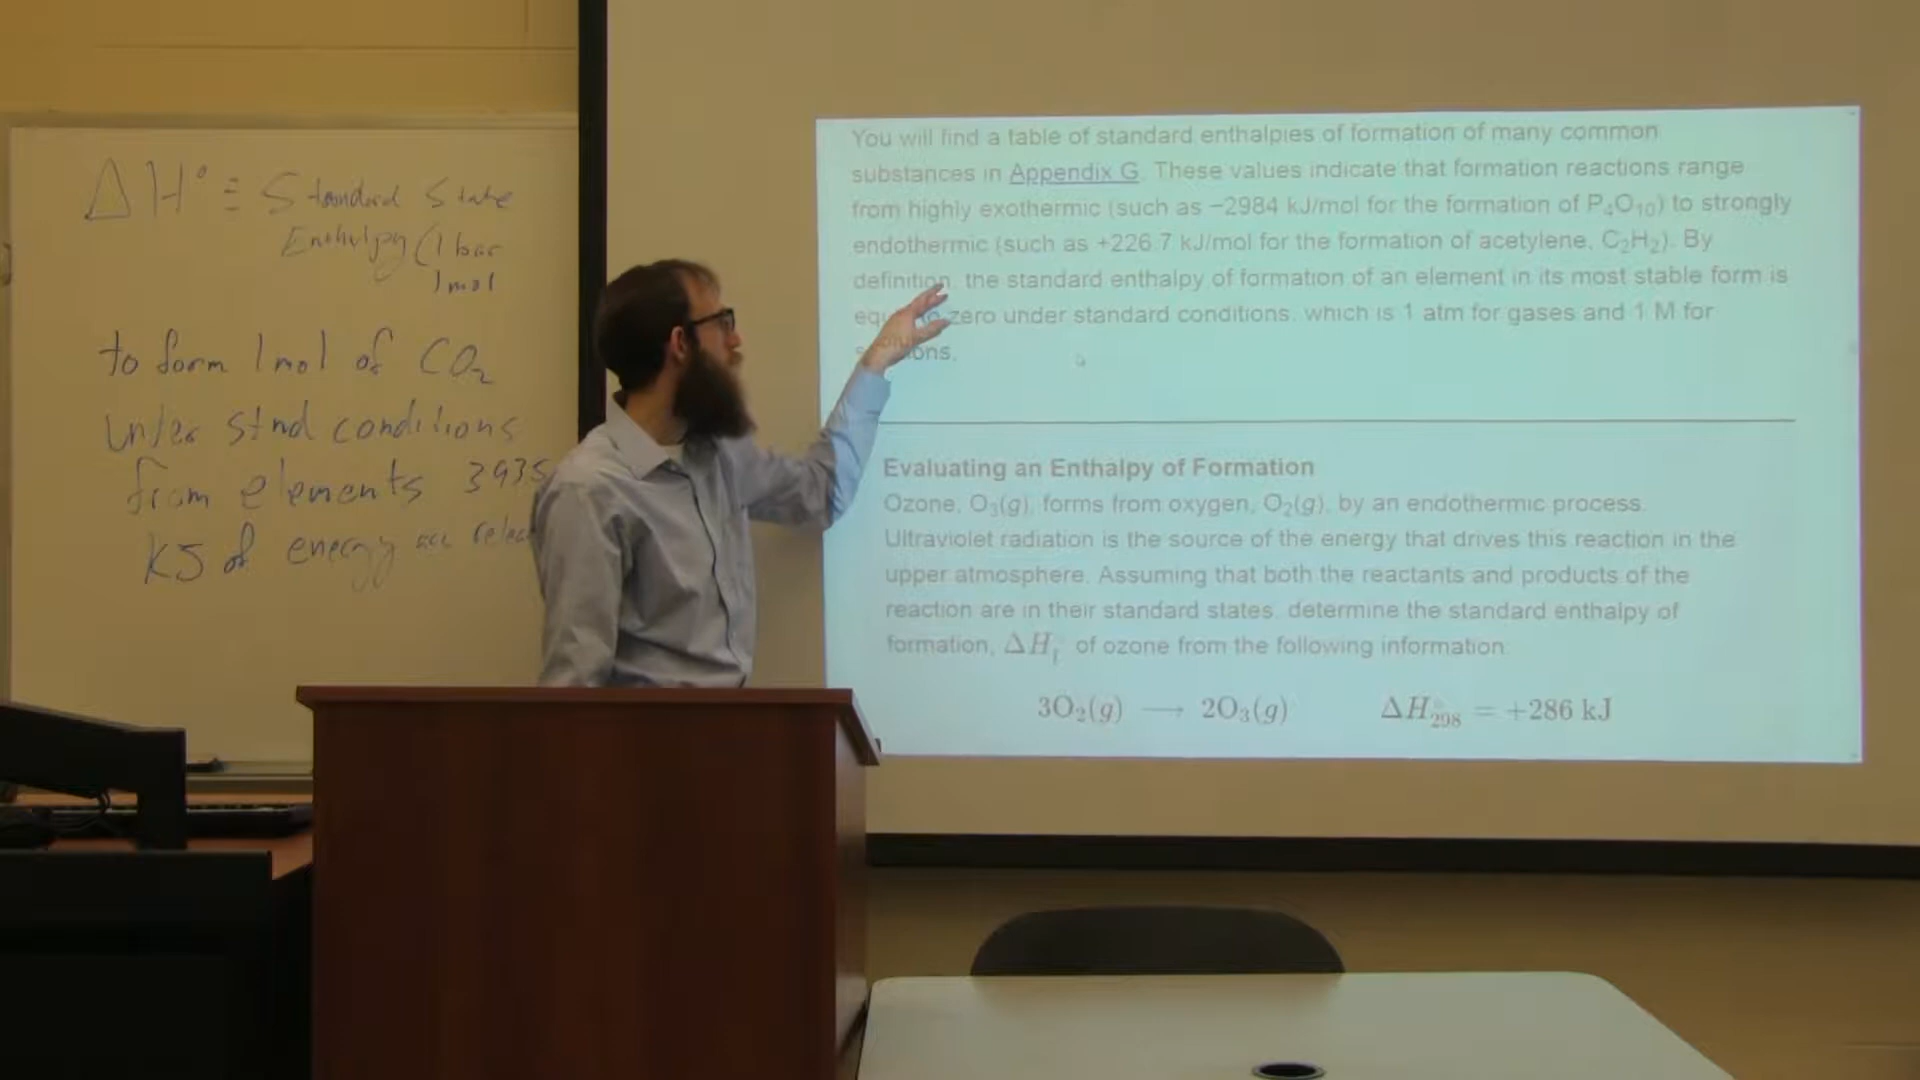 ΔH° ≡ Standard State
Enthalpy (1 bar
1mol
to form 1 mol of CO₂
Under stnd conditions
from elements 3935
KJ of energy are
You will find a table of standard enthalpies of formation of many common
substances in Appendix G. These values indicate that formation reactions range
from highly exothermic (such as −2984 kJ/mol for the formation of P₄O₁₀) to strongly
endothermic (such as +226.7 kJ/mol for the formation of acetylene, C₂H₂). By
definition, the standard enthalpy of formation of an element in its most stable form is
zero under standard conditions, which is 1 atm for gases and 1 M for
Evaluating an Enthalpy of Formation
Ozone, O₃(g), forms from oxygen, O₂(g), by an endothermic process.
Ultraviolet radiation is the source of the energy that drives this reaction in the
upper atmosphere. Assuming that both the reactants and products of the
reaction are in their standard states, determine the standard enthalpy of
formation, ΔH°f of ozone from the following information:
3O₂(g) ⟶ 2O₃(g) ΔH°₂₉₈ = +286 kJ